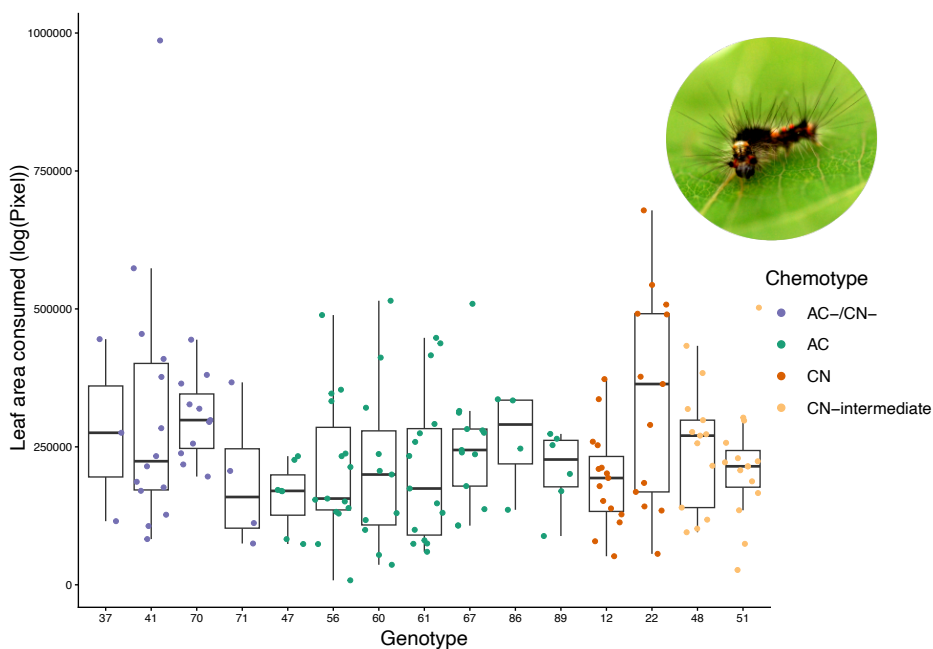 1000000
750000
500000
250000
0
Leaf area consumed (log(Pixel))
37 41 70 71 47 56 60 61 67 86 89 12 22 48 51
Genotype
Chemotype
AC−/CN−
AC
CN
CN−intermediate